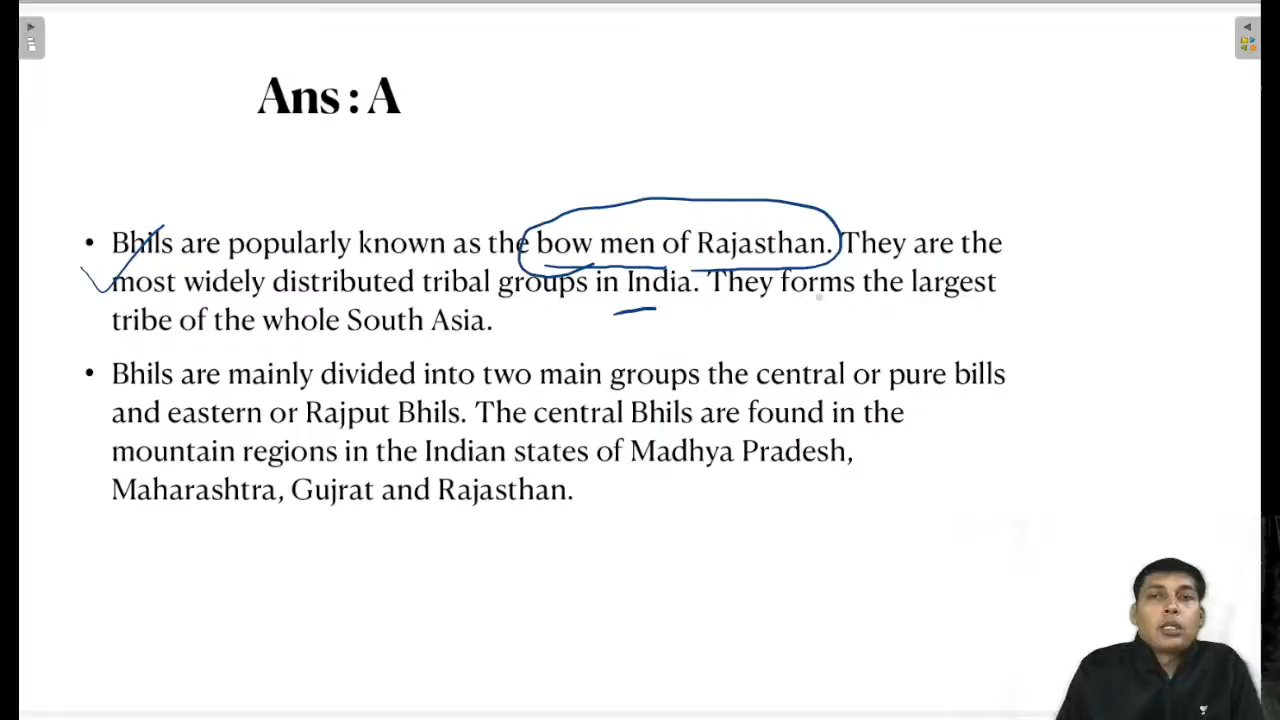 Ans : A
• Bhils are popularly known as the bow men of Rajasthan. They are the
most widely distributed tribal groups in India. They forms the largest
tribe of the whole South Asia.
• Bhils are mainly divided into two main groups the central or pure bills
and eastern or Rajput Bhils. The central Bhils are found in the
mountain regions in the Indian states of Madhya Pradesh,
Maharashtra, Gujrat and Rajasthan.